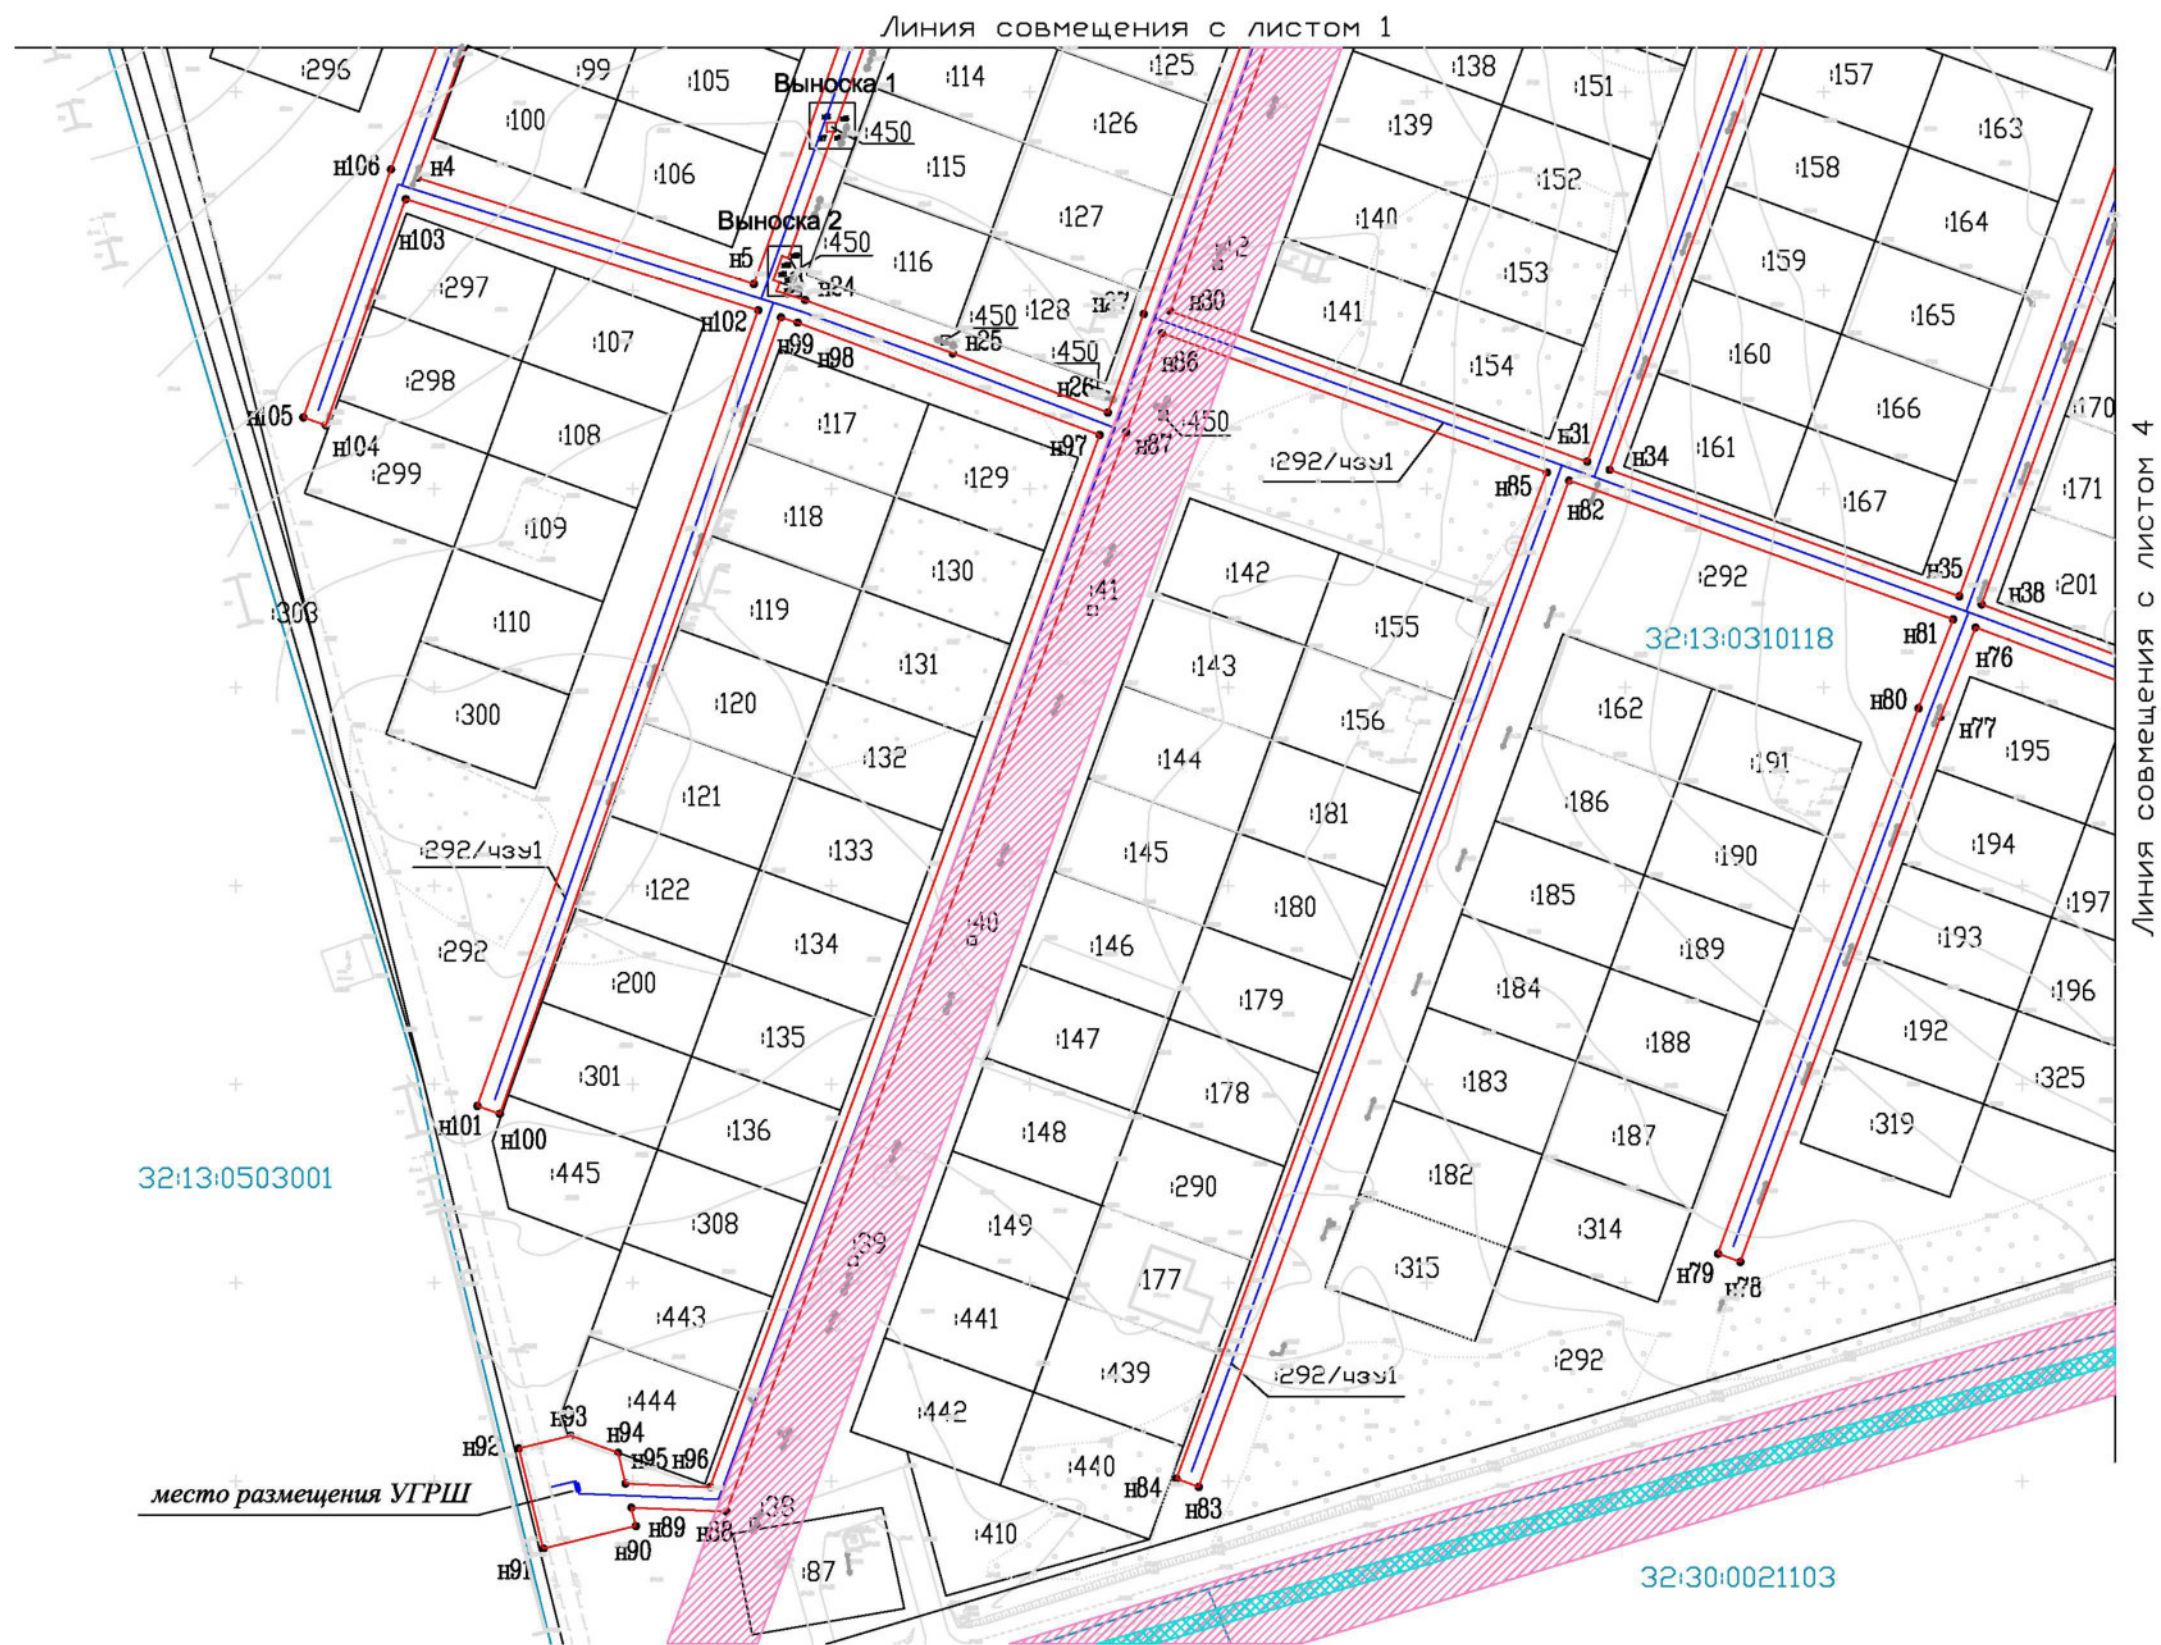 Линия совмещения с листом 1
:296
:99
:105
Выноска 1
:114
:125
:138
:151
:157
:100
:450
:126
:139
:163
н106
н4
:106
:115
:152
:158
Выноска 2
:127
:140
:164
н103
н5
:450
:116
:42
:153
:159
:297
н24
:450
:128
н27
н30
:141
:165
н102
:107
н99
н98
н25
:450
н86
:154
:160
:298
н26
н105
:108
:117
:450
:166
:170
Линия совмещения с листом 4
н104
н97
н87
:292/чзу1
н31
н34
:161
:299
:129
н85
:171
:109
:118
н82
:167
:130
:142
:292
н35
:303
:110
:119
:41
:155
32:13:0310118
н38
:201
н81
:131
:143
н76
:300
:120
:156
:162
н80
н77
:132
:144
:191
:195
:121
:181
:186
:292/чзу1
:133
:145
:190
:194
:122
:180
:185
:197
:292
:134
:40
:146
:189
:193
:200
:179
:184
:196
:135
:147
:188
:192
:301
:178
:183
:325
н101
н100
:136
:148
:187
:319
32:13:0503001
:445
:290
:182
:308
:149
:314
:39
:177
:315
н79
н78
:443
:441
:292
:439
:292/чзу1
:444
:442
н93
н92
н94
н95
н96
:440
н84
н83
место размещения УГРШ
:38
н89
н88
:410
н90
н91
:87
32:30:0021103